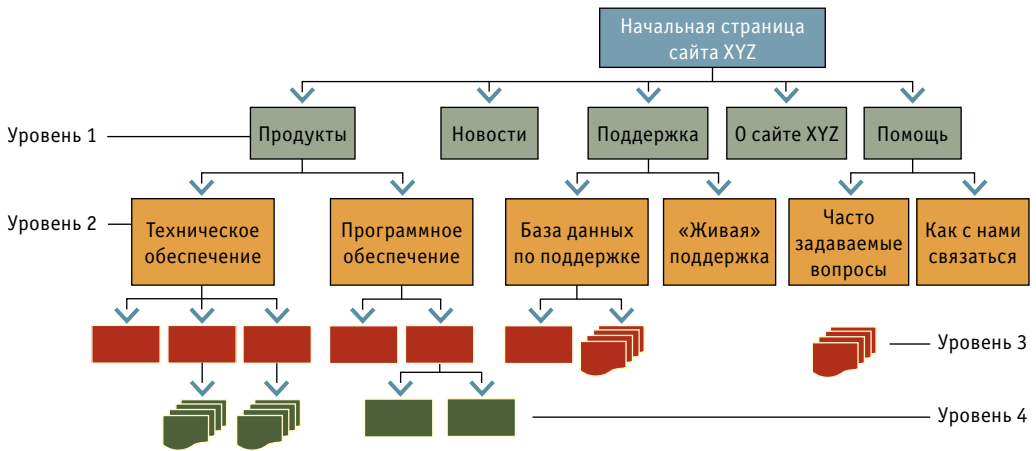 Начальная страница
сайта XYZ
Уровень 1
Продукты
Новости
Поддержка
О сайте XYZ
Помощь
Уровень 2
Техническое
обеспечение
Программное
обеспечение
База данных
по поддержке
«Живая»
поддержка
Часто
задаваемые
вопросы
Как с нами
связаться
Уровень 3
Уровень 4